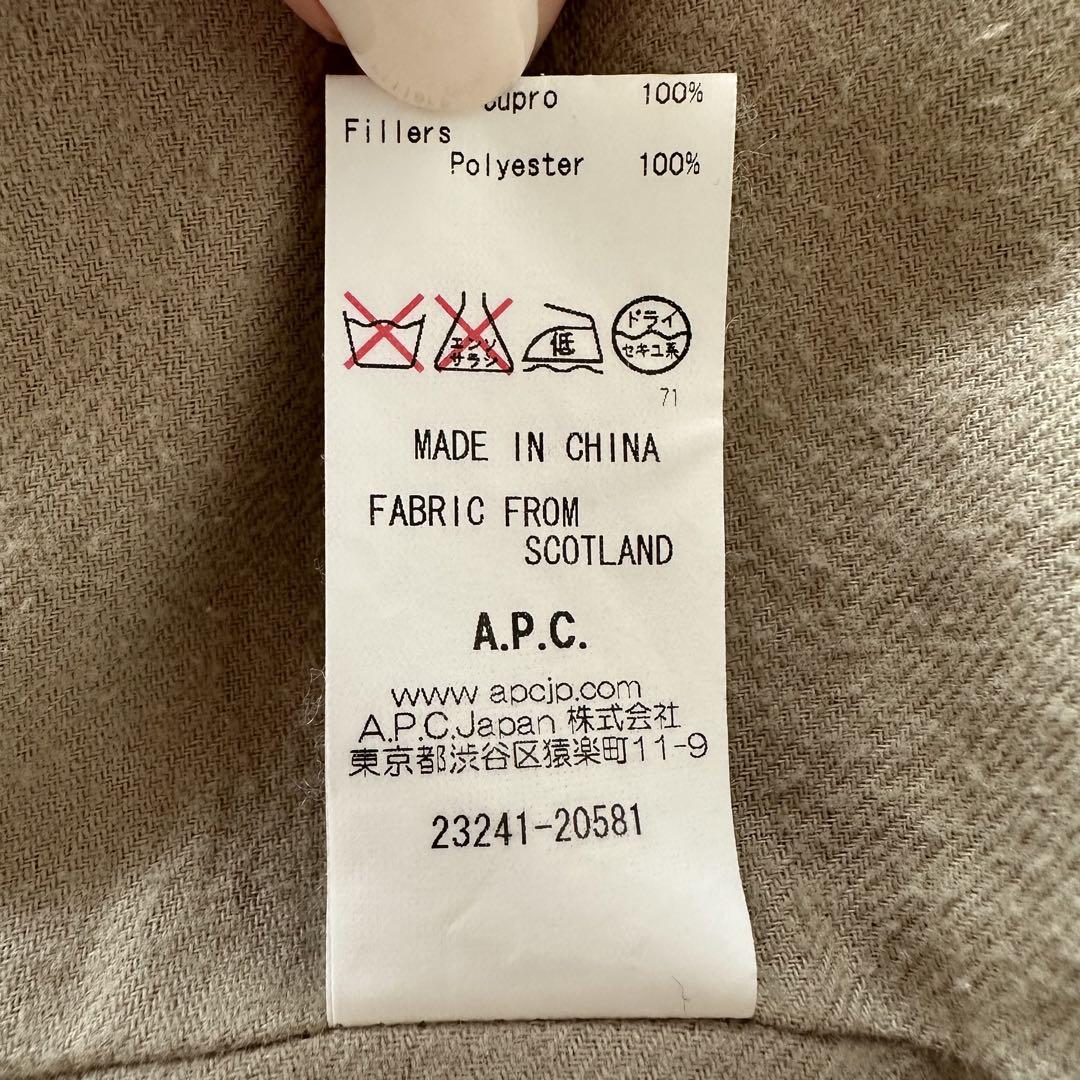 100%
Fillers
Polyester 100%
エンソ
サラシ
低
ドライ
セキユ系
71
MADE IN CHINA
FABRIC FROM
SCOTLAND
A.P.C.
www.apcjp.com
A.P.C.Japan 株式会社
東京都渋谷区猿楽町11-9
23241-20581